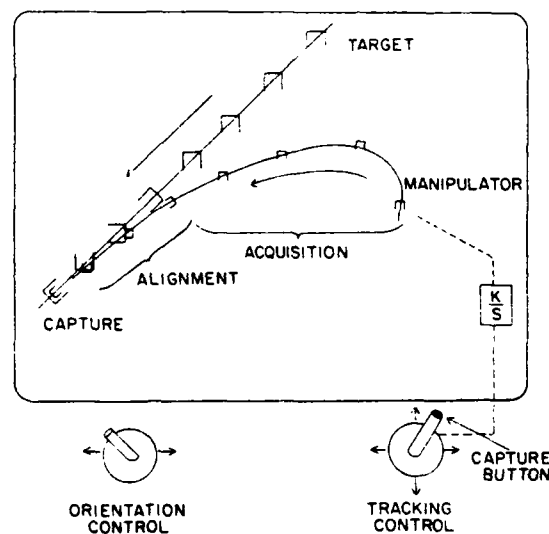 TARGET
MANIPULATOR
ACQUISITION
ALIGNMENT
CAPTURE
K
S
ORIENTATION
CONTROL
TRACKING
CONTROL
CAPTURE
BUTTON